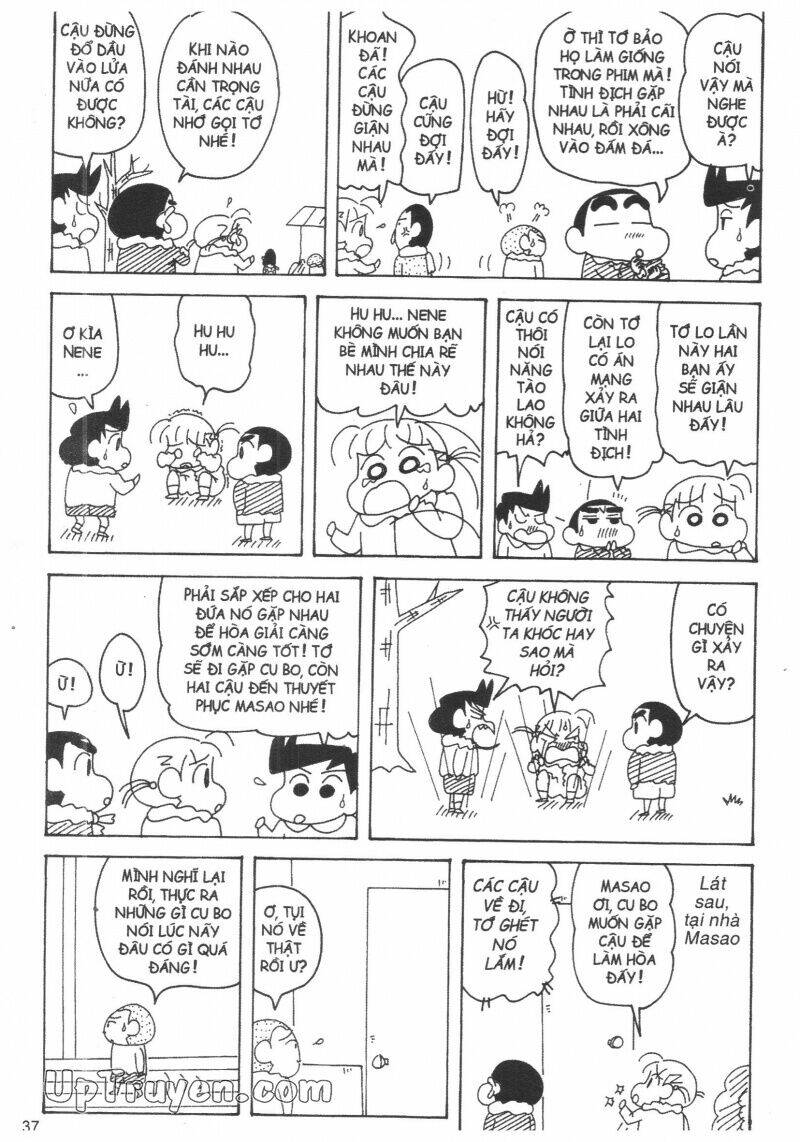 CẬU
NÓI
VẬY MÀ
NGHE
ĐƯỢC
À?
Ờ THÌ TỚ BẢO
HỌ LÀM GIỐNG
TRONG PHIM MÀ!
TÌNH ĐỊCH GẶP
NHAU LÀ PHẢI CÃI
NHAU, RỒI XÔNG
VÀO ĐẤM ĐÁ...
HỪ!
HÃY
ĐỢI
ĐẤY!
CẬU
CŨNG
ĐỢI
ĐẤY!
KHOAN
ĐÃ!
CÁC
CẬU
ĐỪNG
GIẬN
NHAU
MÀ!
KHI NÀO
ĐÁNH NHAU
CẦN TRỌNG
TÀI, CÁC CẬU
NHỚ GỌI TỚ
NHÉ!
CẬU ĐỪNG
ĐỔ DẦU
VÀO LỬA
NỮA CÓ
ĐƯỢC
KHÔNG?
TỚ LO LẦN
NÀY HAI
BẠN ẤY
SẼ GIẬN
NHAU LÂU
ĐẤY!
CÒN TỚ
LẠI LO
CÓ ÁN
MẠNG
XẢY RA
GIỮA HAI
TÌNH
ĐỊCH!
CẬU CÓ
THÔI
NÓI
NĂNG
TÀO
LAO
KHÔNG
HẢ?
HU HU... NENE
KHÔNG MUỐN BẠN
BÈ MÌNH CHIA RẼ
NHAU THẾ NÀY
ĐÂU!
HU HU
HU...
Ơ KÌA
NENE
...
CÓ
CHUYỆN
GÌ XẢY
RA
VẬY?
CẬU KHÔNG
THẤY NGƯỜI
TA KHÓC HAY
SAO MÀ
HỎI?
PHẢI SẮP XẾP CHO HAI
ĐỨA NÓ GẶP NHAU
ĐỂ HÒA GIẢI CÀNG
SỚM CÀNG TỐT! TỚ
SẼ ĐI GẶP CU BO, CÒN
HAI CẬU ĐẾN THUYẾT
PHỤC MASAO NHÉ!
Ừ!
Ừ!
Lát
sau,
tại nhà
Masao
MASAO
ƠI, CU BO
MUỐN GẶP
CẬU ĐỂ
LÀM HÒA
ĐẤY!
CÁC CẬU
VỀ ĐI,
TỚ GHÉT
NÓ
LẮM!
Ơ, TỤI
NÓ VỀ
THẬT
RỒI Ư?
MÌNH NGHĨ LẠI
RỒI, THỰC RA
NHỮNG GÌ CU BO
NÓI LÚC NÃY
ĐÂU CÓ GÌ QUÁ
ĐÁNG!
UpTruyen.com
37